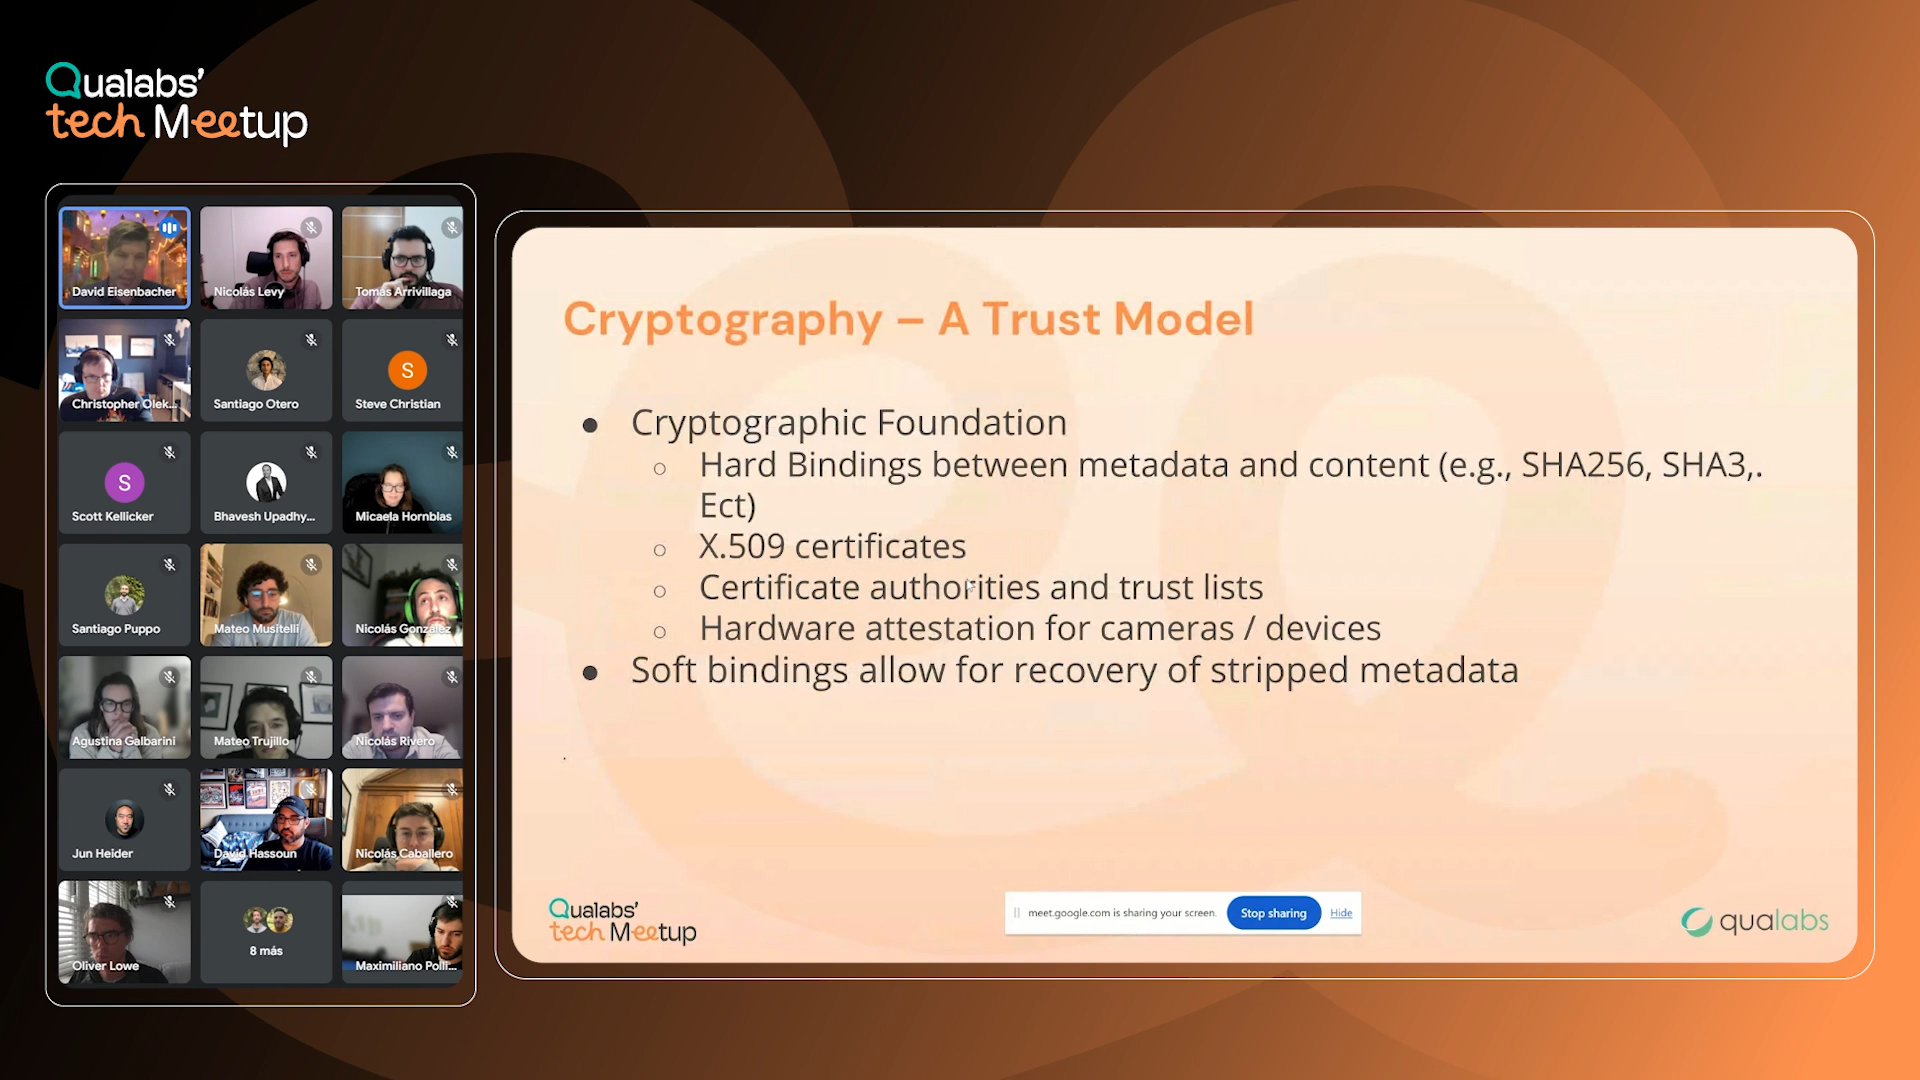 Qualabs'
tech Meetup
David Eisenbacher
Nicolás Levy
Tomás Arrivillaga
Christopher Olek...
Santiago Otero
S
Steve Christian
S
Scott Kellicker
Bhavesh Upadhy...
Micaela Hornblas
Santiago Puppo
Mateo Musitelli
Nicolás González
Agustina Galbarini
Mateo Trujillo
Nicolás Rivero
Jun Heider
David Hassoun
Nicolás Caballero
Oliver Lowe
8 más
Maximiliano Polli...
Cryptography – A Trust Model
● Cryptographic Foundation
○ Hard Bindings between metadata and content (e.g., SHA256, SHA3,.
Ect)
○ X.509 certificates
○ Certificate authorities and trust lists
○ Hardware attestation for cameras / devices
● Soft bindings allow for recovery of stripped metadata
.
Qualabs'
tech Meetup
meet.google.com is sharing your screen.
Stop sharing
Hide
qualabs